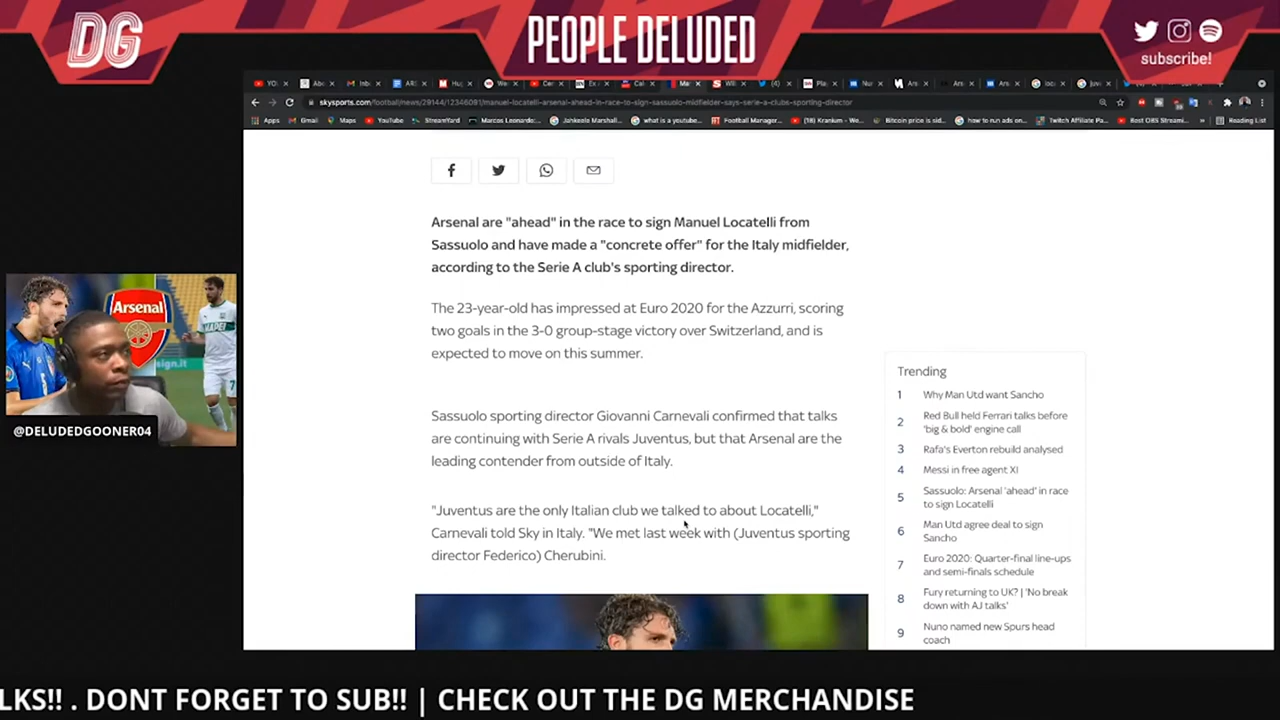 DG
PEOPLE DELUDED
subscribe!
skysports.com/football/news/29144/12346091/manuel-locatelli-arsenal-ahead-in-race-to-sign-sassuolo-midfielder-says-serie-a-clubs-sporting-director
Apps Gmail Maps YouTube StreamYard Marcos Leonardo:... Jahkeele Marshall... what is a youtube... Football Manager... (18) Kranium - We... Bitcoin price is sid... how to run ads on... Twitch Affiliate Pa... Best OBS Streami... Reading List
Arsenal are "ahead" in the race to sign Manuel Locatelli from
Sassuolo and have made a "concrete offer" for the Italy midfielder,
according to the Serie A club's sporting director.
The 23-year-old has impressed at Euro 2020 for the Azzurri, scoring
two goals in the 3-0 group-stage victory over Switzerland, and is
expected to move on this summer.
Sassuolo sporting director Giovanni Carnevali confirmed that talks
are continuing with Serie A rivals Juventus, but that Arsenal are the
leading contender from outside of Italy.
"Juventus are the only Italian club we talked to about Locatelli,"
Carnevali told Sky in Italy. "We met last week with (Juventus sporting
director Federico) Cherubini.
Trending
1 Why Man Utd want Sancho
2 Red Bull held Ferrari talks before
'big & bold' engine call
3 Rafa's Everton rebuild analysed
4 Messi in free agent XI
5 Sassuolo: Arsenal 'ahead' in race
to sign Locatelli
6 Man Utd agree deal to sign
Sancho
7 Euro 2020: Quarter-final line-ups
and semi-finals schedule
8 Fury returning to UK? | 'No break
down with AJ talks'
9 Nuno named new Spurs head
coach
Arsenal
MAPEI
7
@DELUDEDGOONER04
LKS!! . DONT FORGET TO SUB!! | CHECK OUT THE DG MERCHANDISE